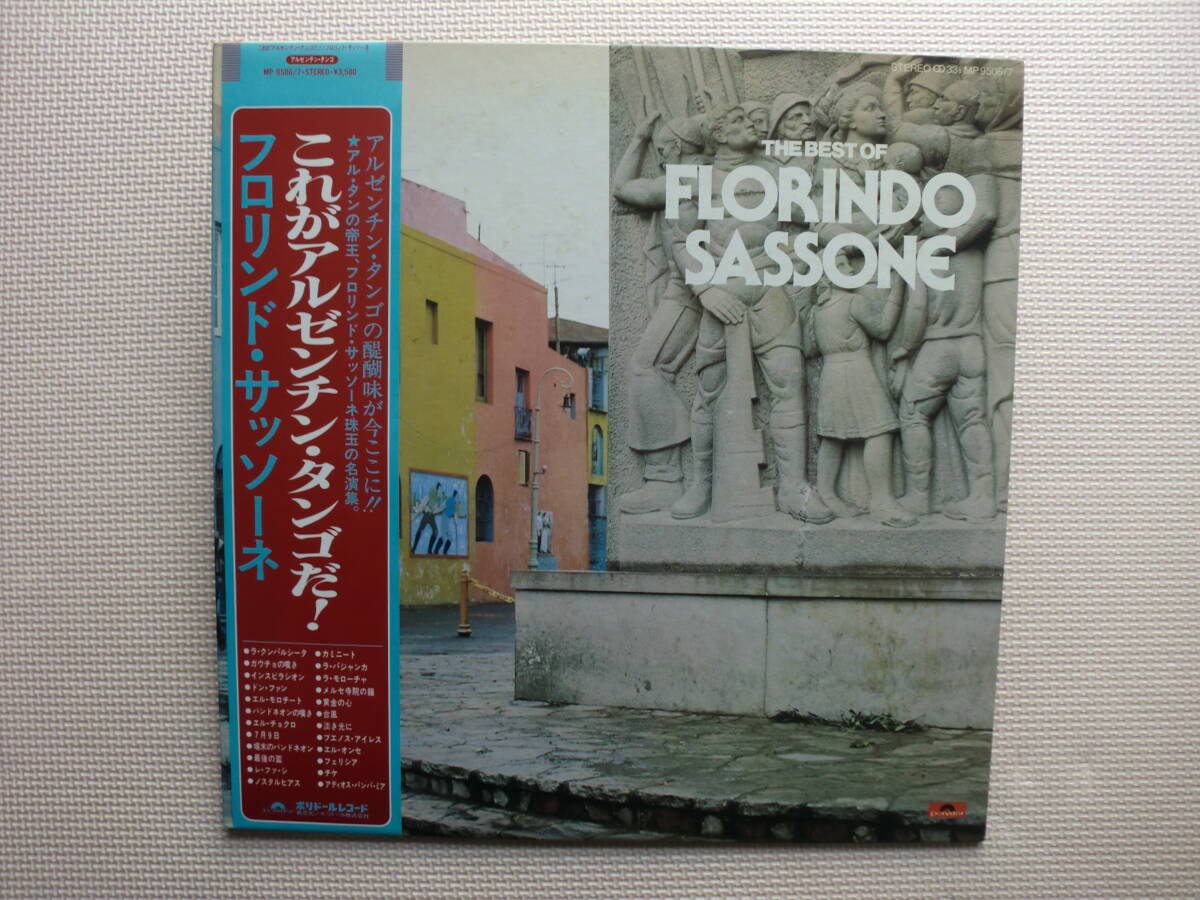 アルゼンチン・タンゴ
MP 9506/7・STEREO・¥3,500
アルゼンチン・タンゴの醍醐味が今ここに!!
★アル・タンの帝王、フロリンド・サッソーネ珠玉の名演集。
これがアルゼンチン・タンゴだ!
フロリンド・サッソーネ
●ラ・クンパルシータ
●ガウチョの嘆き
●インスピラシオン
●ドン・ファン
●エル・モロチート
●バンドネオンの嘆き
●エル・チョクロ
●7月9日
●場末のバンドネオン
●最後の盃
●レ・ファ・シ
●ノスタルヒアス
●カミニート
●ラ・パジャンカ
●ラ・モローチャ
●メルセ寺院の鐘
●黄金の心
●台風
●淡き光に
●ブエノス・アイレス
●エル・オンセ
●フェリシア
●チケ
●アディオス・パンパ・ミア
ポリドールレコード
STEREO 33⅓ MP 9506/7
THE BEST OF
FLORINDO
SASSONE
Polydor